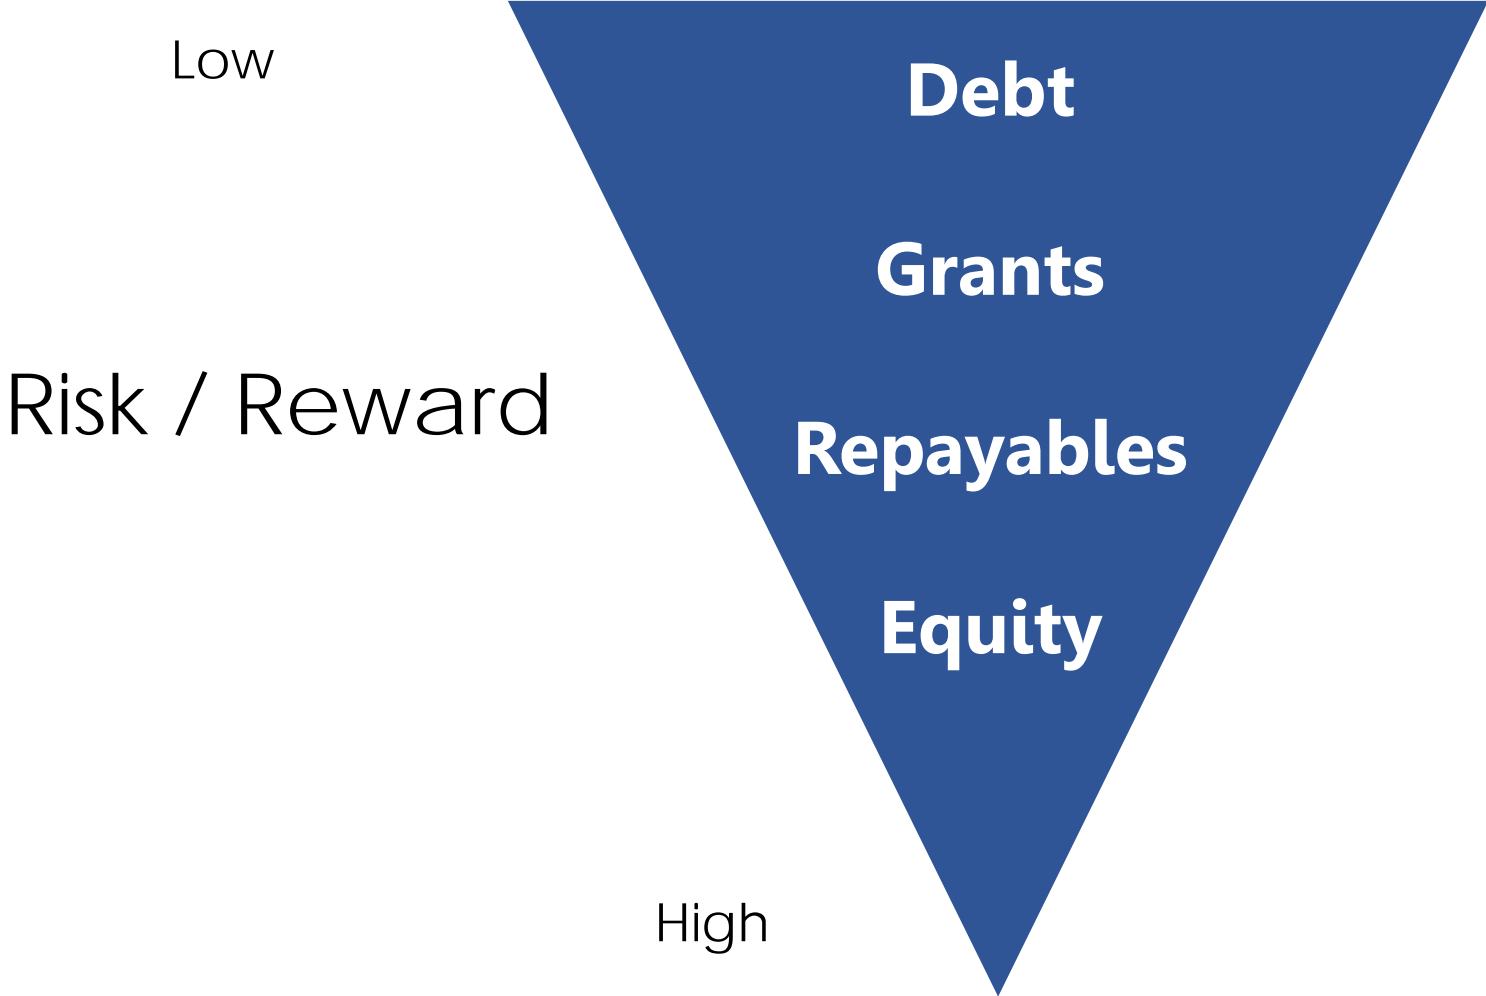 Low
Debt
Grants
Risk / Reward
Repayables
Equity
High